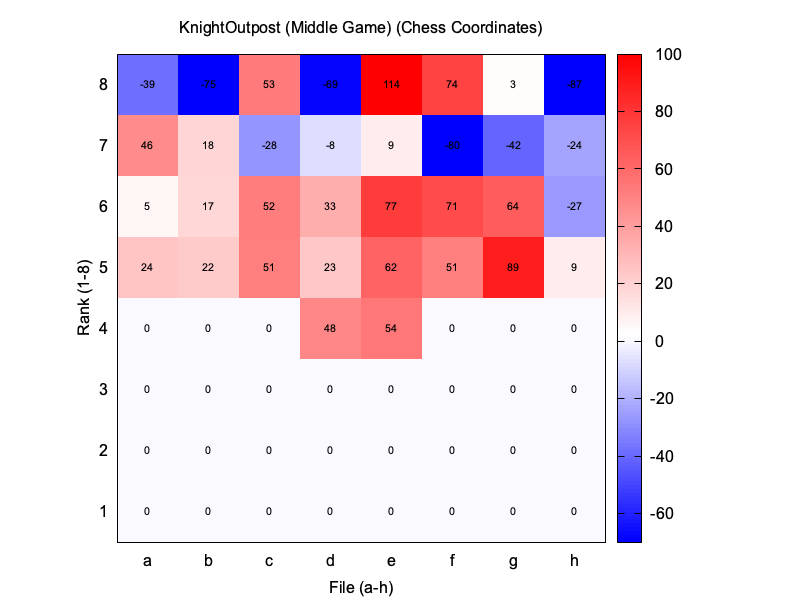 KnightOutpost (Middle Game) (Chess Coordinates)
100
8 -39 -75 53 -69 114 74 3 -87
80
7 46 18 -28 -8 9 -80 -42 -24
60
6 5 17 52 33 77 71 64 -27
40
5 24 22 51 23 62 51 89 9
20
Rank (1-8)
4 0 0 0 48 54 0 0 0
0
3 0 0 0 0 0 0 0 0
-20
2 0 0 0 0 0 0 0 0
-40
1 0 0 0 0 0 0 0 0
-60
a b c d e f g h
File (a-h)